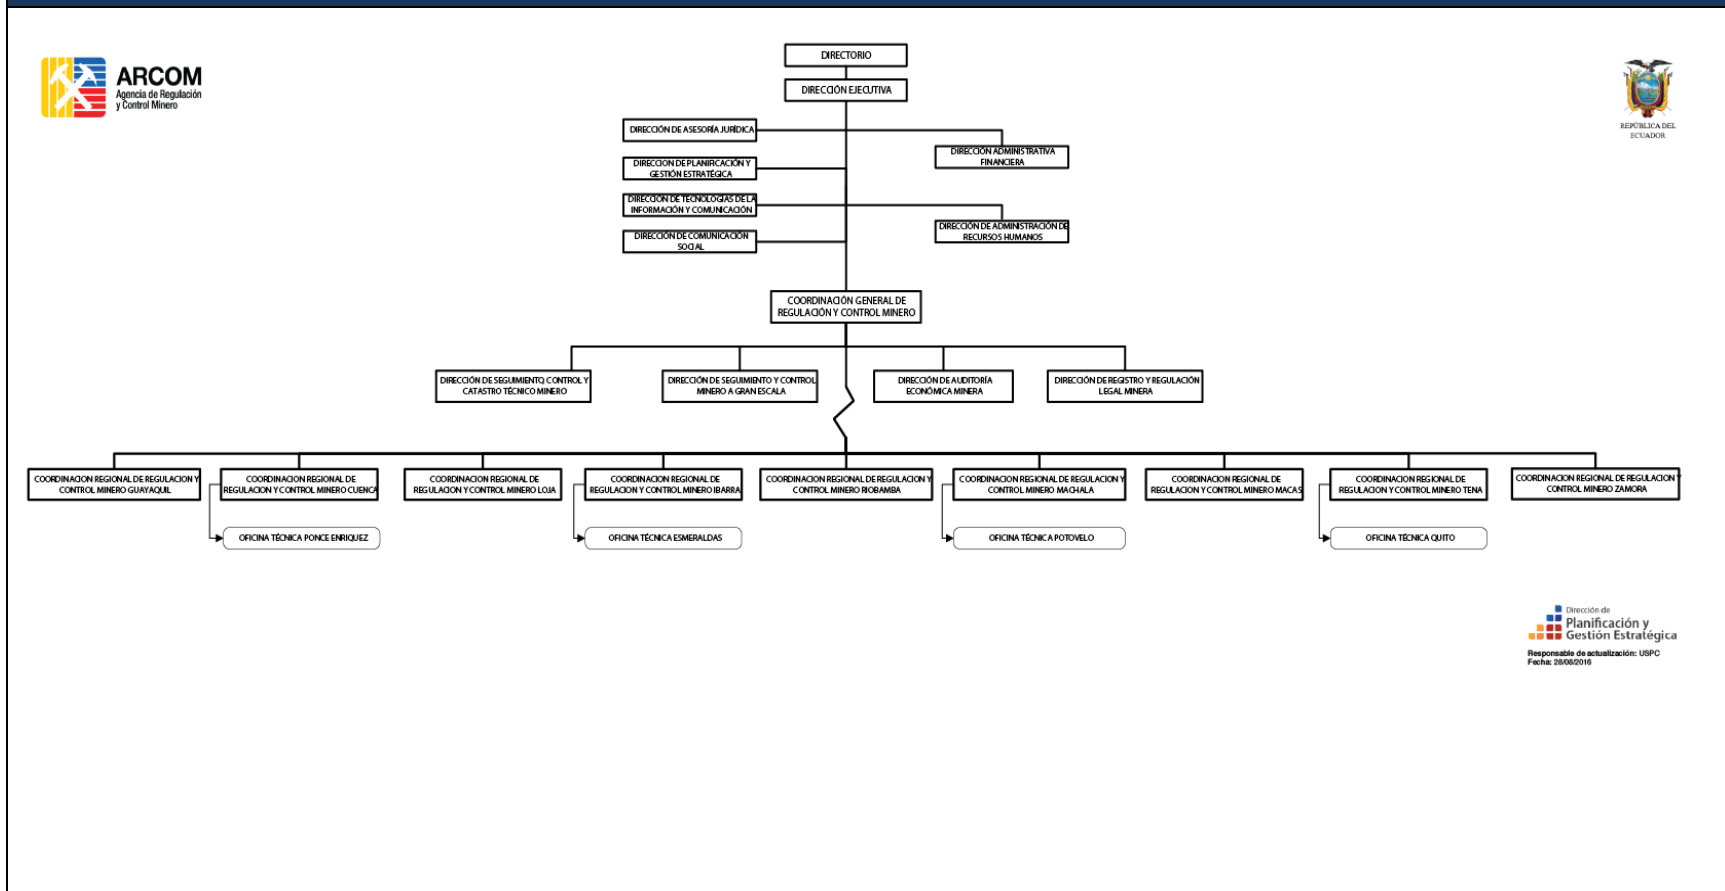 ARCOM
Agencia de Regulación
y Control Minero
REPÚBLICA DEL
ECUADOR
DIRECTORIO
DIRECCIÓN EJECUTIVA
DIRECCIÓN DE ASESORÍA JURÍDICA
DIRECCIÓN ADMINISTRATIVA
FINANCIERA
DIRECCION DE PLANIFICACIÓN Y
GESTIÓN ESTRATÉGICA
DIRECCION DE TECNOLOGÍAS DE LA
INFORMACIÓN Y COMUNICACIÓN
DIRECCIÓN DE ADMINISTRACIÓN DE
RECURSOS HUMANOS
DIRECCIÓN DE COMUNICACIÓN
SOCIAL
COORDINACIÓN GENERAL DE
REGULACIÓN Y CONTROL MINERO
DIRECCIÓN DE SEGUIMIENTO, CONTROL Y
CATASTRO TÉCNICO MINERO
DIRECCIÓN DE SEGUIMIENTO Y CONTROL
MINERO A GRAN ESCALA
DIRECCIÓN DE AUDITORÍA
ECONÓMICA MINERA
DIRECCIÓN DE REGISTRO Y REGULACIÓN
LEGAL MINERA
COORDINACION REGIONAL DE REGULACION Y
CONTROL MINERO GUAYAQUIL
COORDINACION REGIONAL DE
REGULACION Y CONTROL MINERO CUENCA
COORDINACION REGIONAL DE
REGULACION Y CONTROL MINERO LOJA
COORDINACION REGIONAL DE
REGULACION Y CONTROL MINERO IBARRA
COORDINACION REGIONAL DE REGULACION Y
CONTROL MINERO RIOBAMBA
COORDINACION REGIONAL DE REGULACION Y
CONTROL MINERO MACHALA
COORDINACION REGIONAL DE
REGULACION Y CONTROL MINERO MACAS
COORDINACION REGIONAL DE
REGULACION Y CONTROL MINERO TENA
COORDINACION REGIONAL DE REGULACION Y
CONTROL MINERO ZAMORA
OFICINA TÉCNICA PONCE ENRIQUEZ
OFICINA TÉCNICA ESMERALDAS
OFICINA TÉCNICA POTOVELO
OFICINA TÉCNICA QUITO
Dirección de
Planificación y
Gestión Estratégica
Responsable de actualización: USPC
Fecha: 28/08/2016